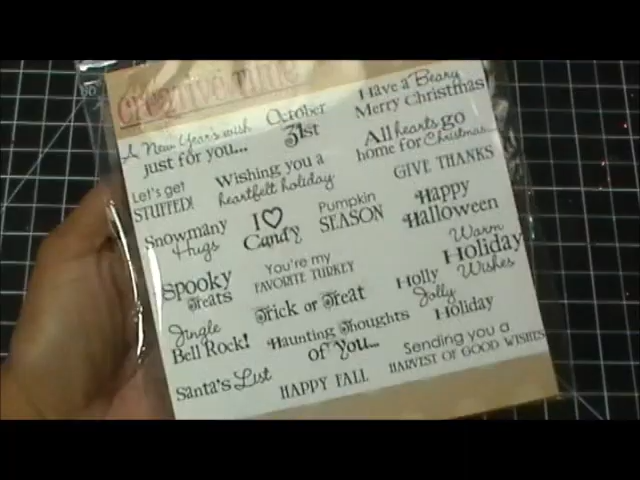 creative time
A New Year's wish
just for you...
October
31st
Have a Beary
Merry Christmas
All hearts go
home for Christmas...
Let's get
STUFFED!
Wishing you a
heartfelt holiday
GIVE THANKS
Snowmany
Hugs
I ♡
Candy
Pumpkin
SEASON
Happy
Halloween
Spooky
Treats
You're my
FAVORITE TURKEY
Warm
Holiday
Wishes
Trick or Treat
Holly
Jolly
Holiday
Jingle
Bell Rock!
Haunting Thoughts
of You...
Sending you a
HARVEST OF GOOD WISHES
Santa's List
HAPPY FALL